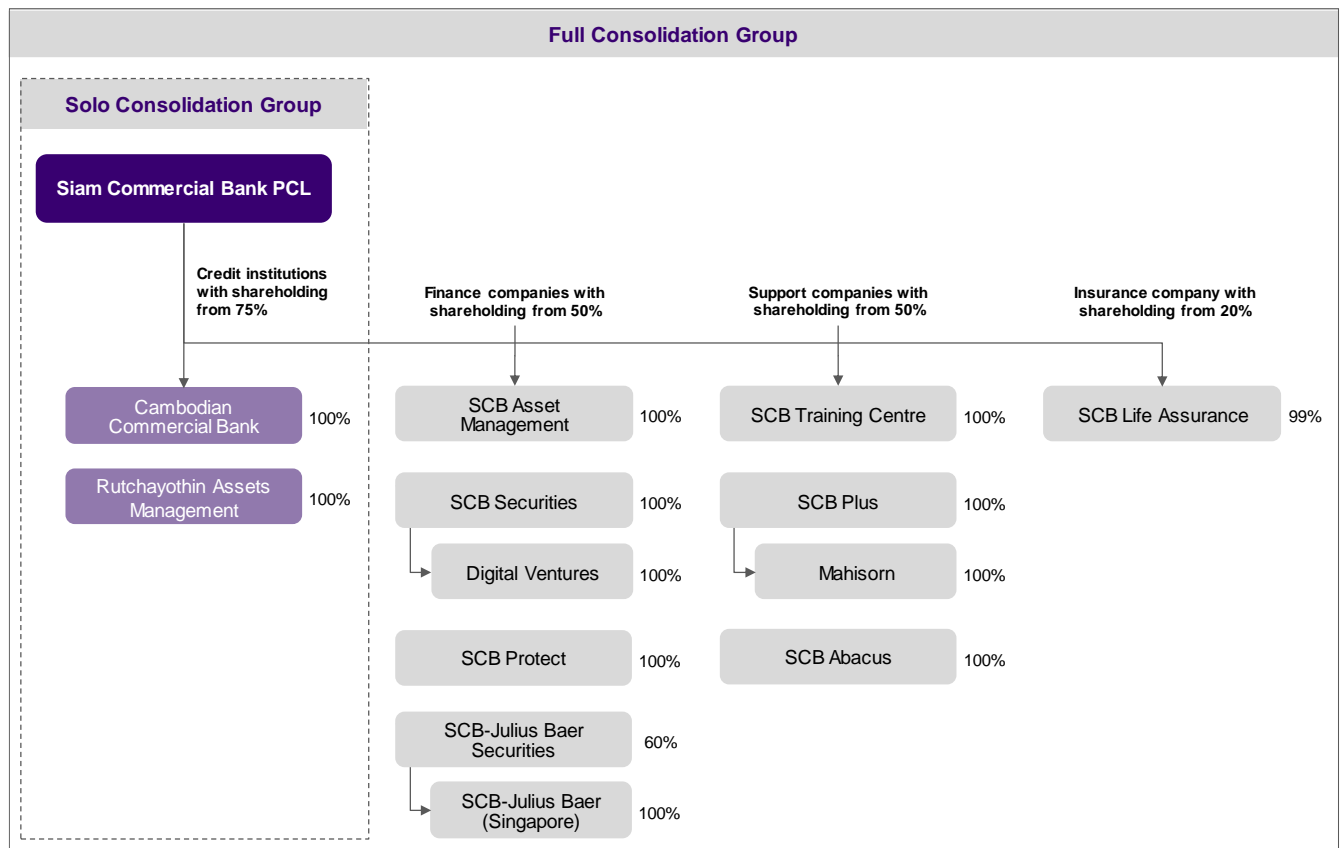 Full Consolidation Group
Solo Consolidation Group
Siam Commercial Bank PCL
Credit institutions
with shareholding
from 75%
Cambodian
Commercial Bank
100%
Rutchayothin Assets
Management
100%
Finance companies with
shareholding from 50%
SCB Asset
Management
100%
SCB Securities
100%
Digital Ventures
100%
SCB Protect
100%
SCB-Julius Baer
Securities
60%
SCB-Julius Baer
(Singapore)
100%
Support companies with
shareholding from 50%
SCB Training Centre
100%
SCB Plus
100%
Mahisorn
100%
SCB Abacus
100%
Insurance company with
shareholding from 20%
SCB Life Assurance
99%